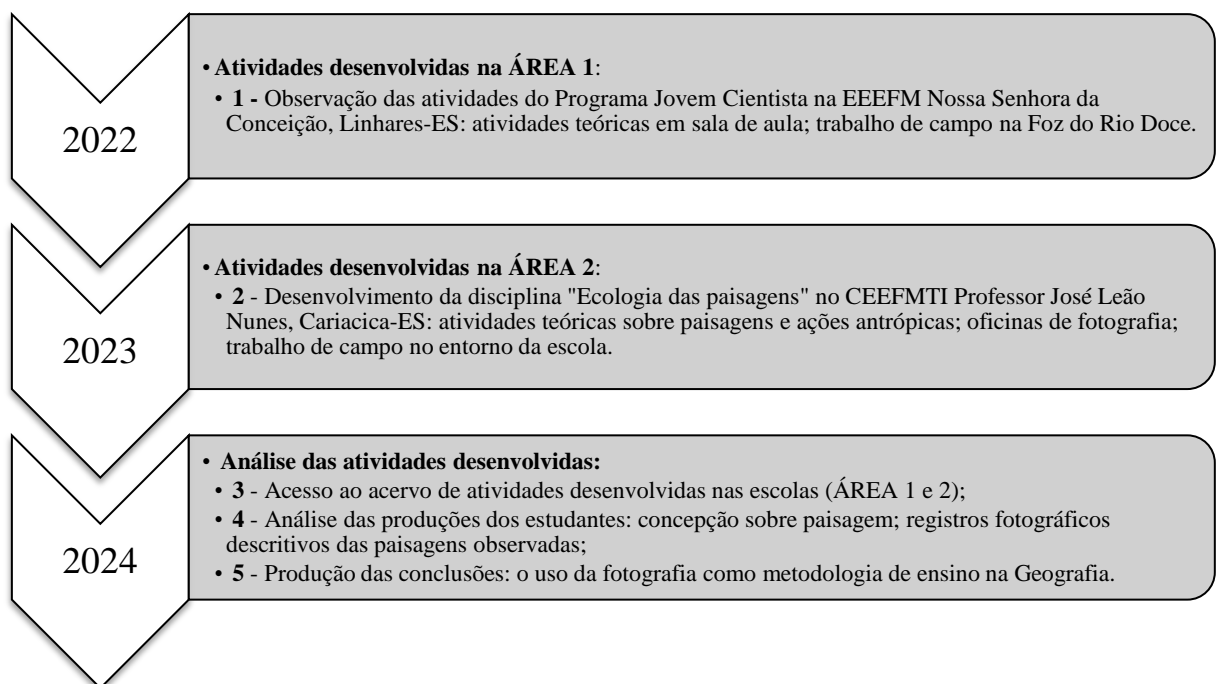 2022
• Atividades desenvolvidas na ÁREA 1:
• 1 - Observação das atividades do Programa Jovem Cientista na EEEFM Nossa Senhora da
Conceição, Linhares-ES: atividades teóricas em sala de aula; trabalho de campo na Foz do Rio Doce.
2023
• Atividades desenvolvidas na ÁREA 2:
• 2 - Desenvolvimento da disciplina "Ecologia das paisagens" no CEEFMTI Professor José Leão
Nunes, Cariacica-ES: atividades teóricas sobre paisagens e ações antrópicas; oficinas de fotografia;
trabalho de campo no entorno da escola.
2024
• Análise das atividades desenvolvidas:
• 3 - Acesso ao acervo de atividades desenvolvidas nas escolas (ÁREA 1 e 2);
• 4 - Análise das produções dos estudantes: concepção sobre paisagem; registros fotográficos
descritivos das paisagens observadas;
• 5 - Produção das conclusões: o uso da fotografia como metodologia de ensino na Geografia.